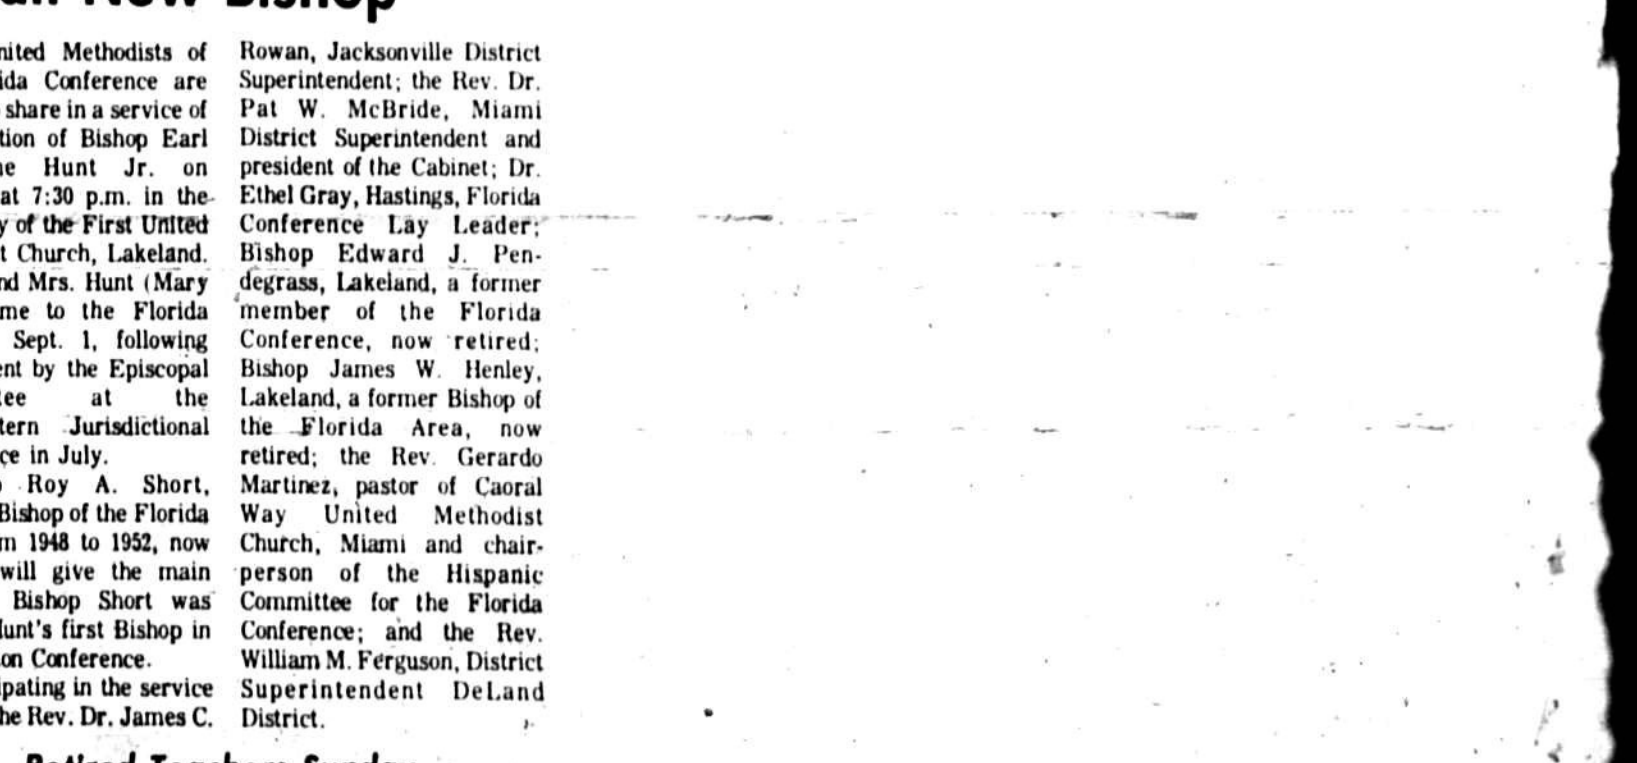 New Bishop
nited Methodists of
ida Conference are
share in a service of
tion of Bishop Earl
ne Hunt Jr. on
at 7:30 p.m. in the
y of the First United
t Church, Lakeland.
nd Mrs. Hunt (Mary
me to the Florida
Sept. 1, following
ent by the Episcopal
tee at the
tern Jurisdictional
ce in July.
Roy A. Short,
Bishop of the Florida
m 1948 to 1952, now
will give the main
Bishop Short was
Hunt's first Bishop in
on Conference.
ipating in the service
he Rev. Dr. James C.
Rowan, Jacksonville District
Superintendent; the Rev. Dr.
Pat W. McBride, Miami
District Superintendent and
president of the Cabinet; Dr.
Ethel Gray, Hastings, Florida
Conference Lay Leader;
Bishop Edward J. Pen-
degrass, Lakeland, a former
member of the Florida
Conference, now retired;
Bishop James W. Henley,
Lakeland, a former Bishop of
the Florida Area, now
retired; the Rev. Gerardo
Martinez, pastor of Caoral
Way United Methodist
Church, Miami and chair-
person of the Hispanic
Committee for the Florida
Conference; and the Rev.
William M. Ferguson, District
Superintendent DeLand
District.
Retired Teachers Sunday